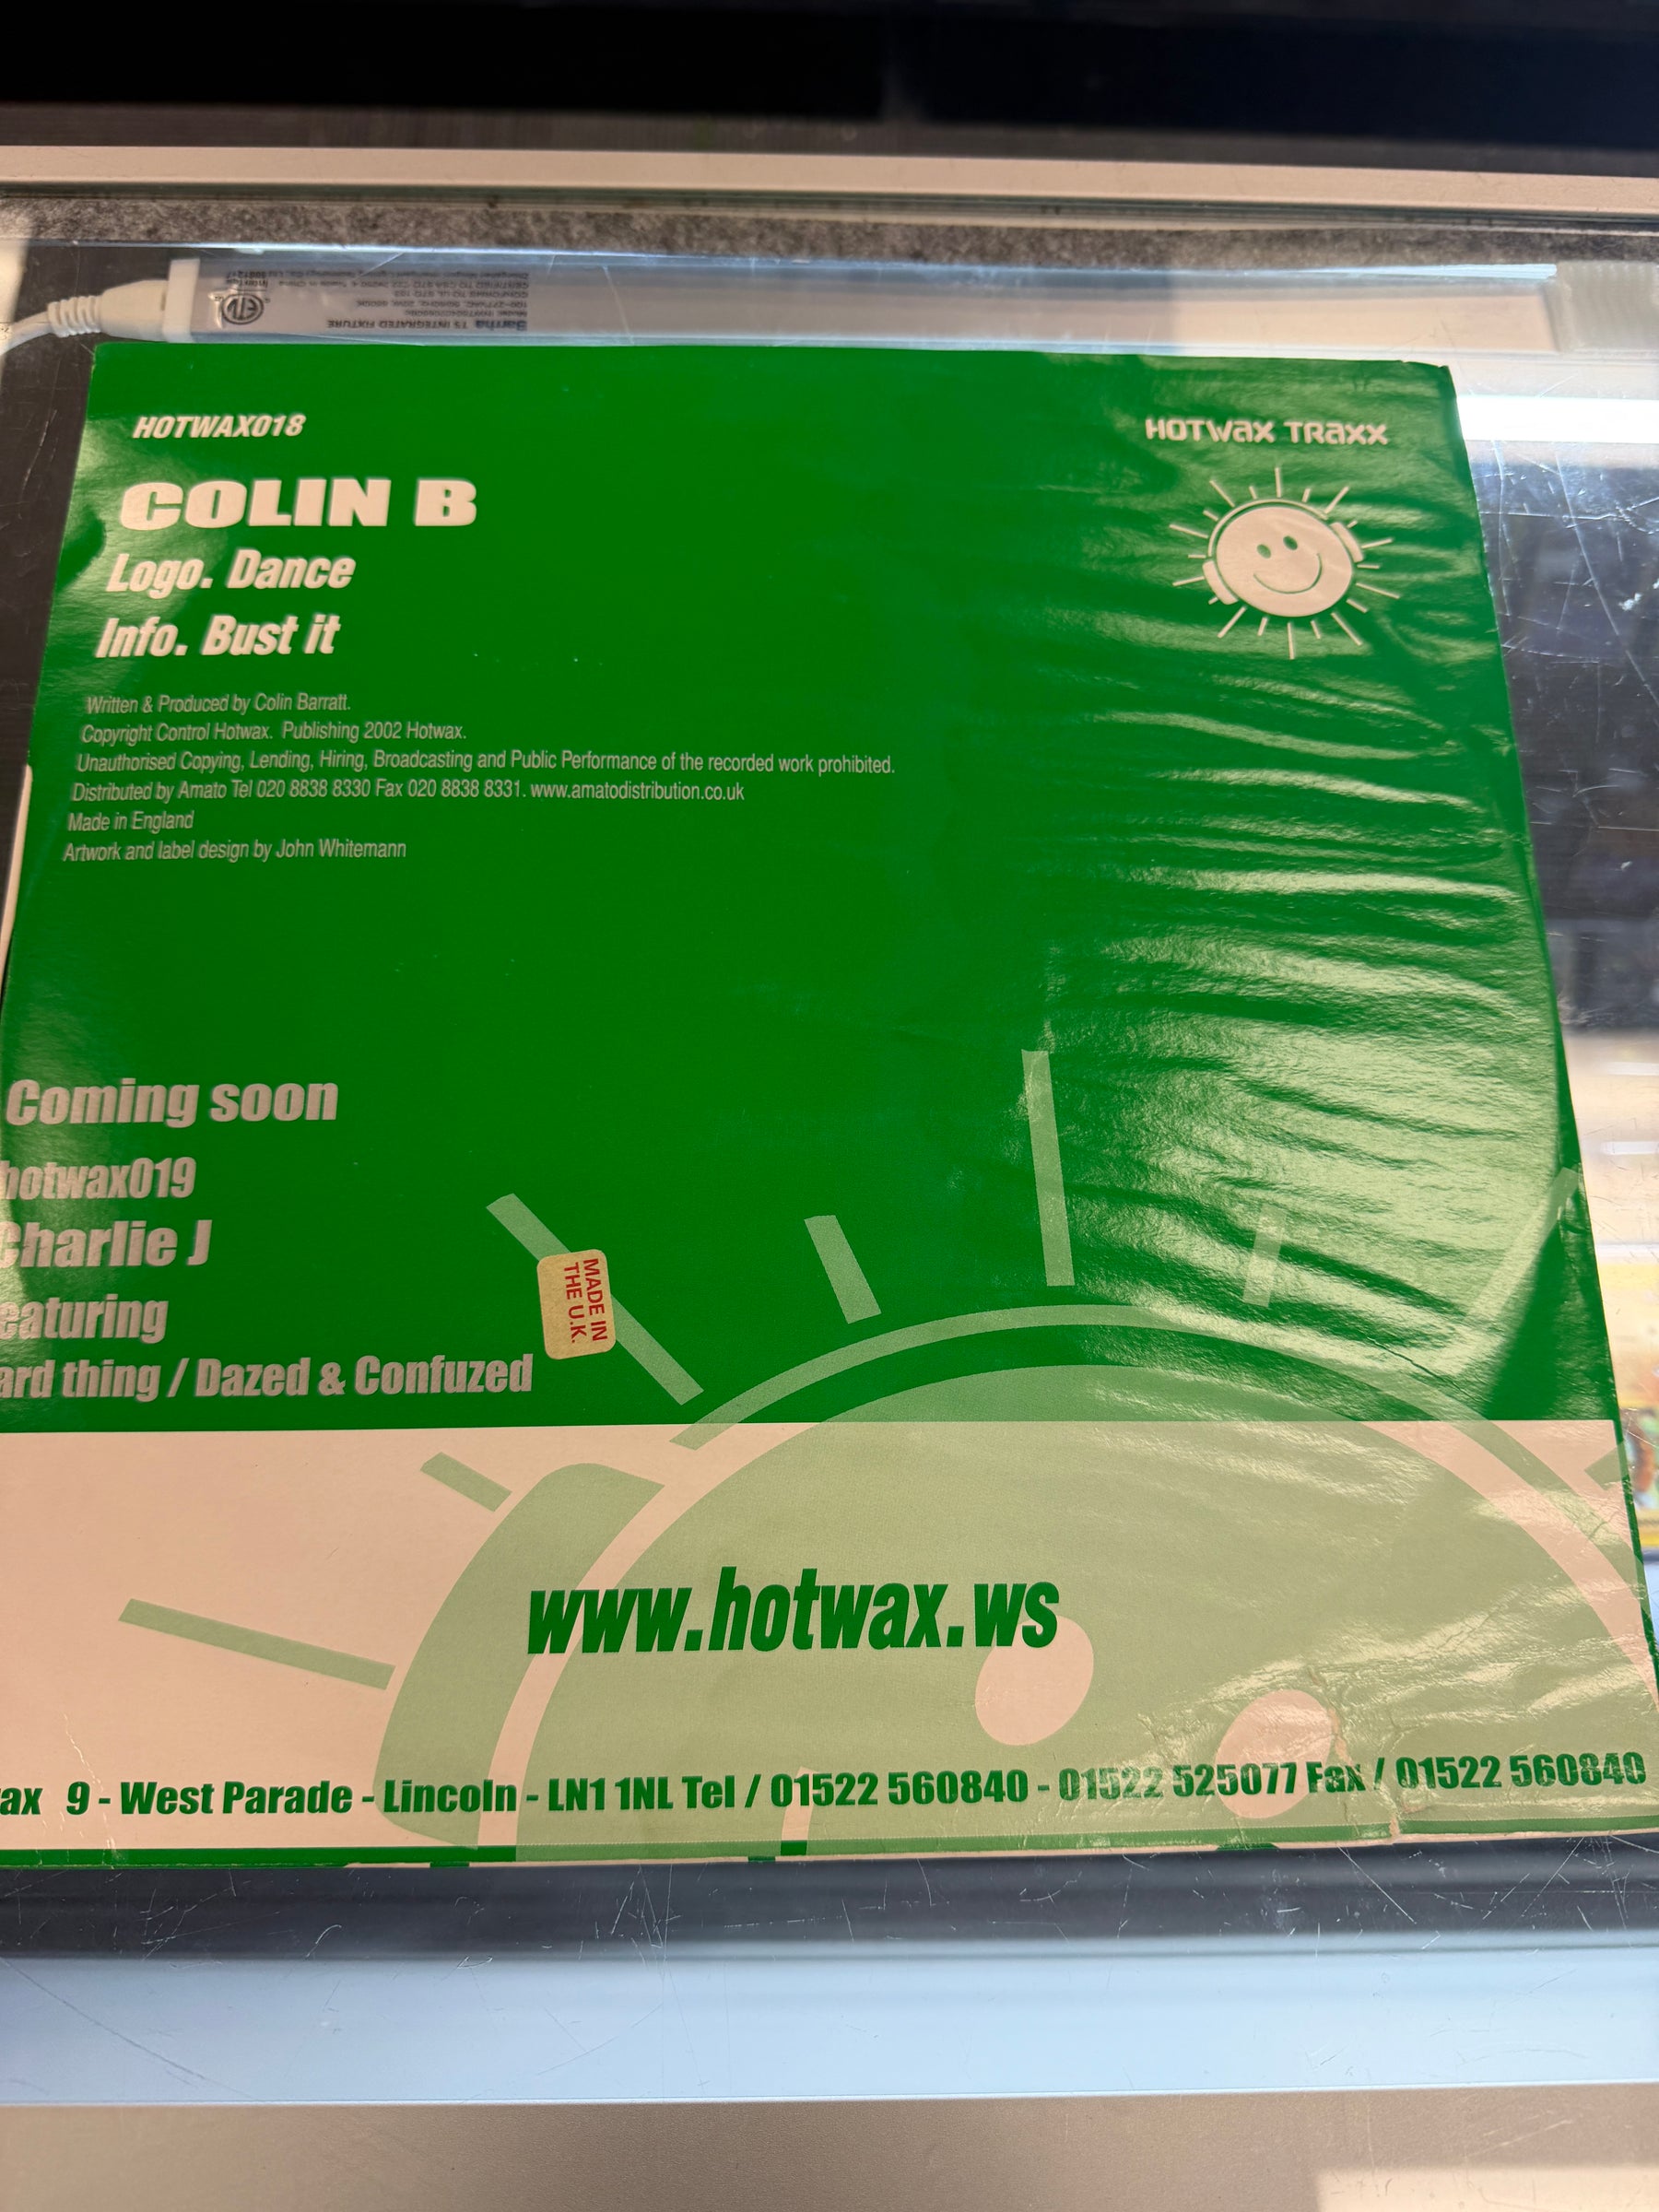 HOTWAX018
HOTWAX TRAXX
COLIN B
Logo. Dance
Info. Bust it
Written & Produced by Colin Barratt.
Copyright Control Hotwax. Publishing 2002 Hotwax.
Unauthorised Copying, Lending, Hiring, Broadcasting and Public Performance of the recorded work prohibited.
Distributed by Amato Tel 020 8838 8330 Fax 020 8838 8331. www.amatodistribution.co.uk
Made in England
Artwork and label design by John Whitemann
Coming soon
hotwax019
Charlie J
eaturing
ard thing / Dazed & Confuzed
MADE IN
THE U.K.
www.hotwax.ws
ax 9 - West Parade - Lincoln - LN1 1NL Tel / 01522 560840 - 01522 525077 Fax / 01522 560840
T5 INTEGRATED FIXTURE